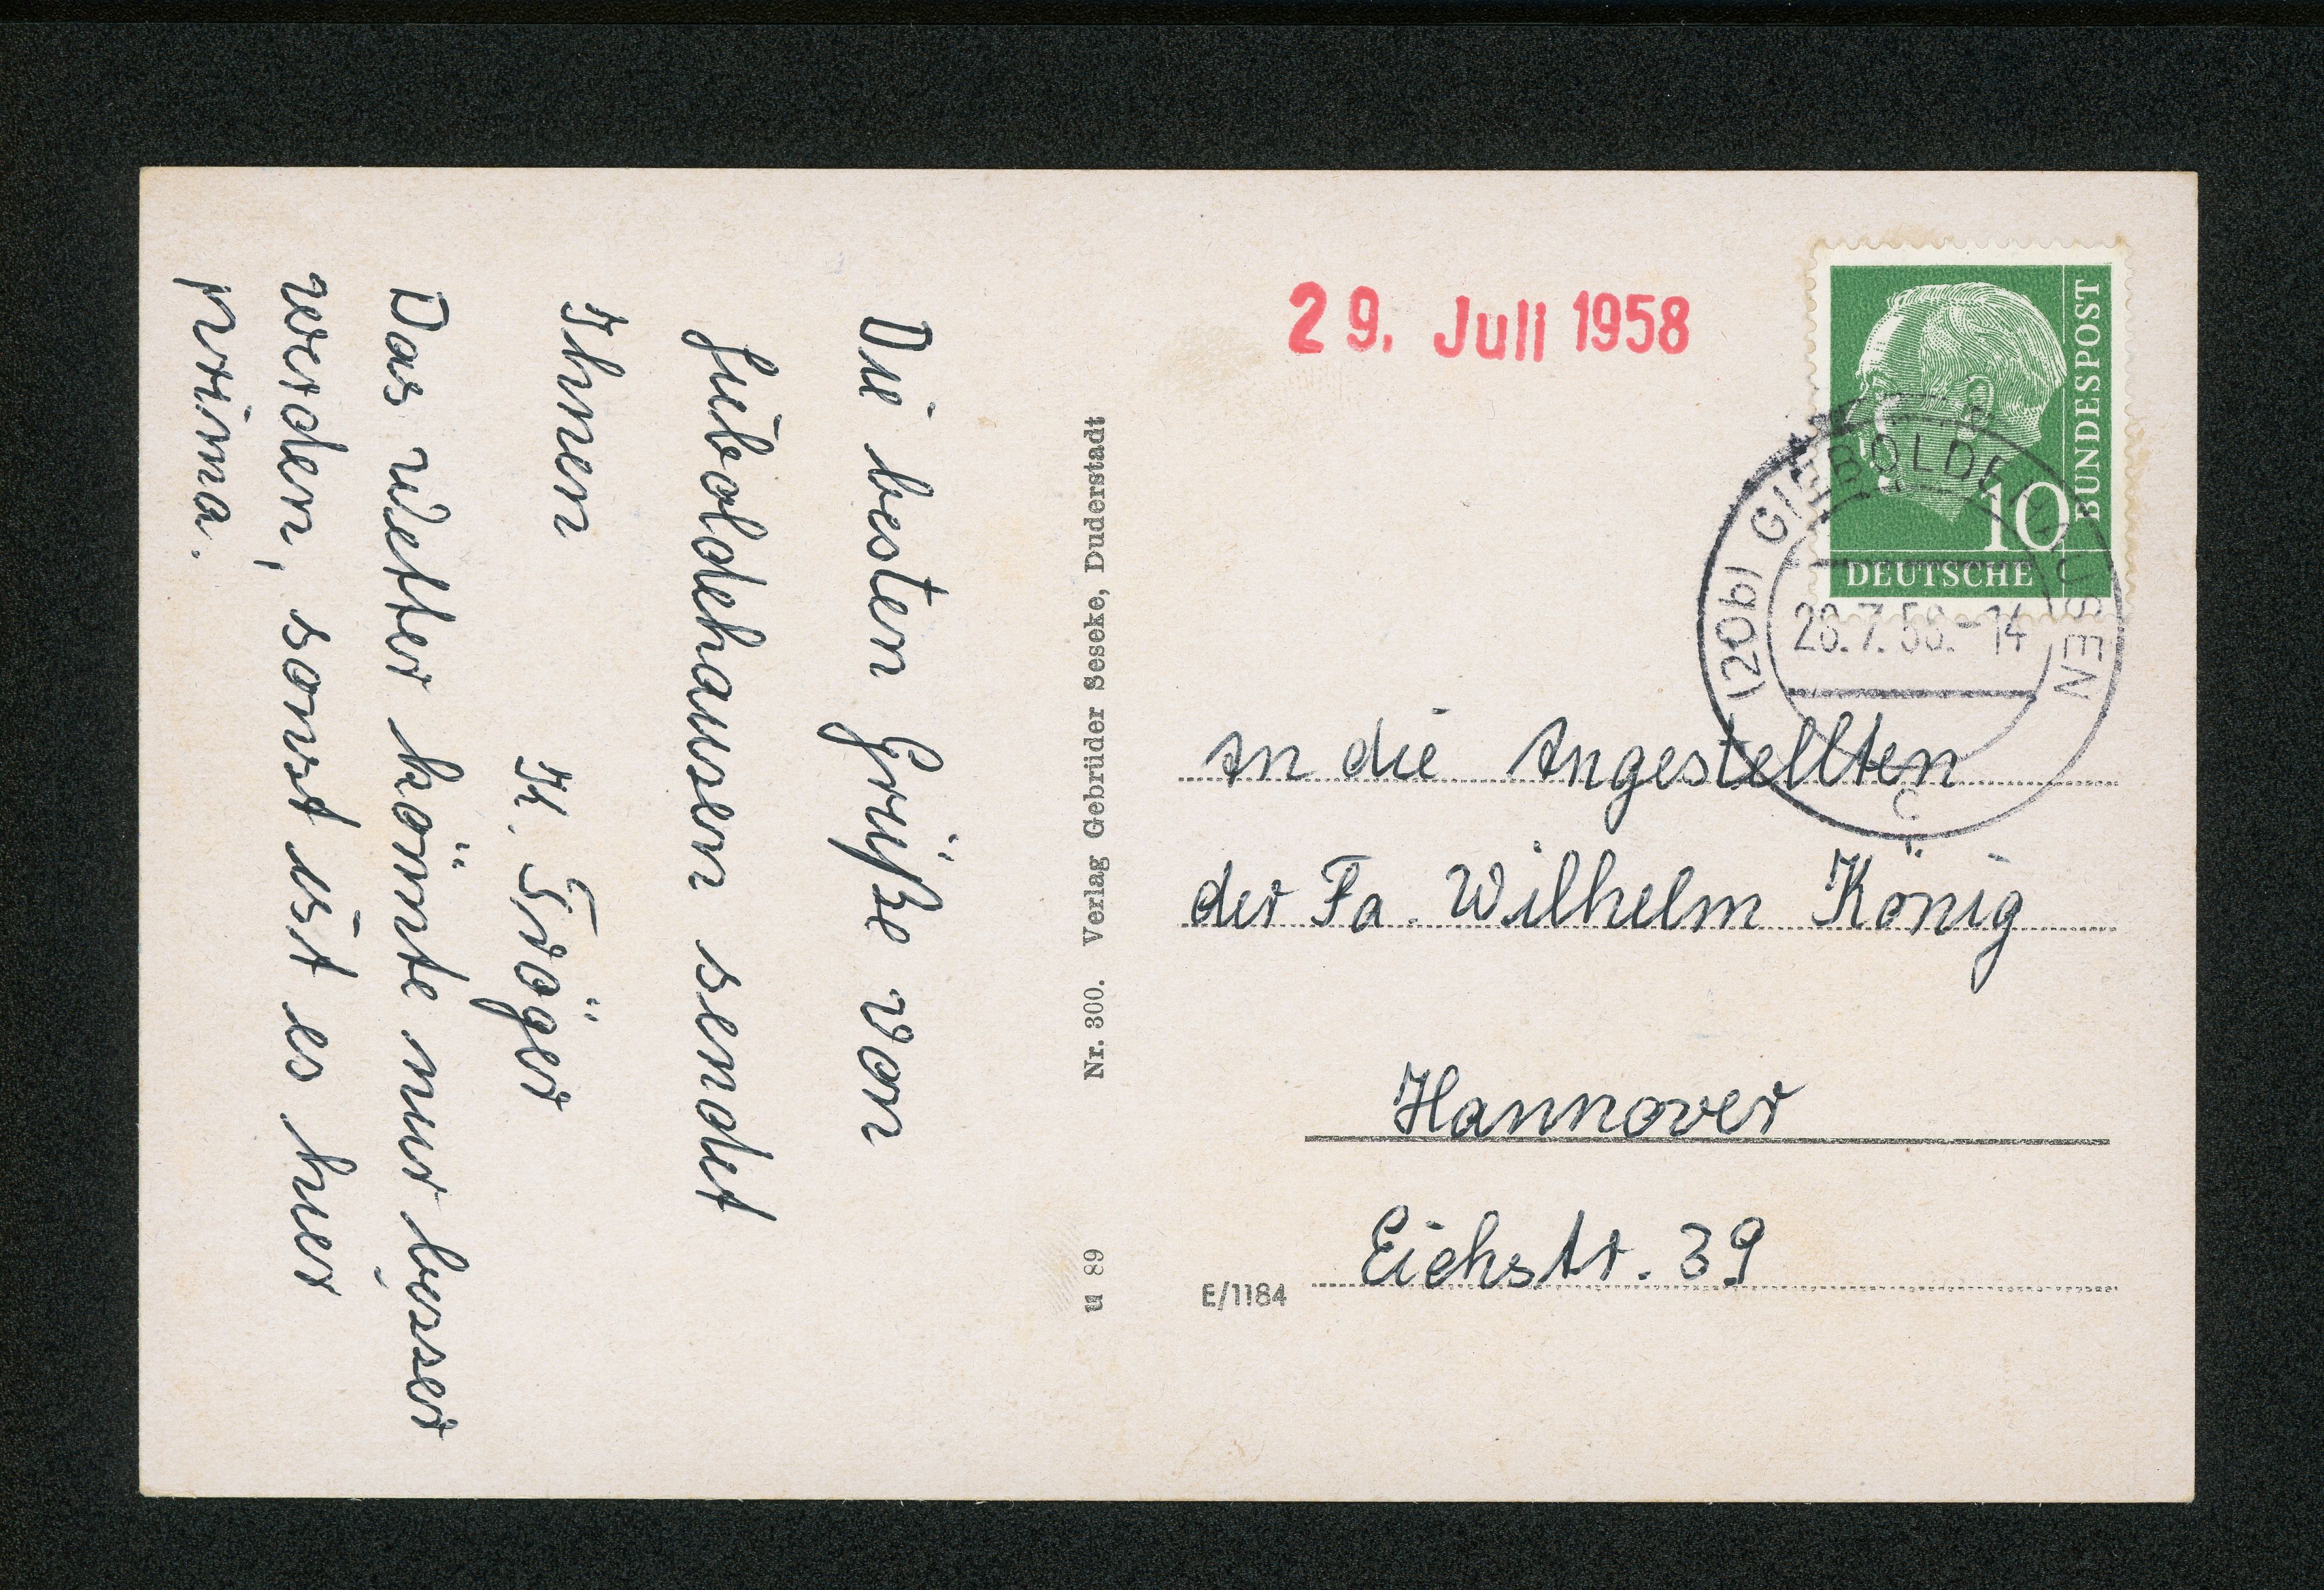 Die besten Grüße von
Gieboldehausen sendet
Ihnen
H. Tröger
Das Wetter könnte nur besser
werden, sonst ist es hier
prima.
Nr. 300. Verlag Gebrüder Seseke, Duderstadt
u 89
29. Juli 1958
BUNDESPOST
10
DEUTSCHE
(20b) GIEBOLDEHAUSEN
28.7.58.-14
An die Angestellten
der Fa. Wilhelm König
Hannover
Eichstr. 39
E/1184